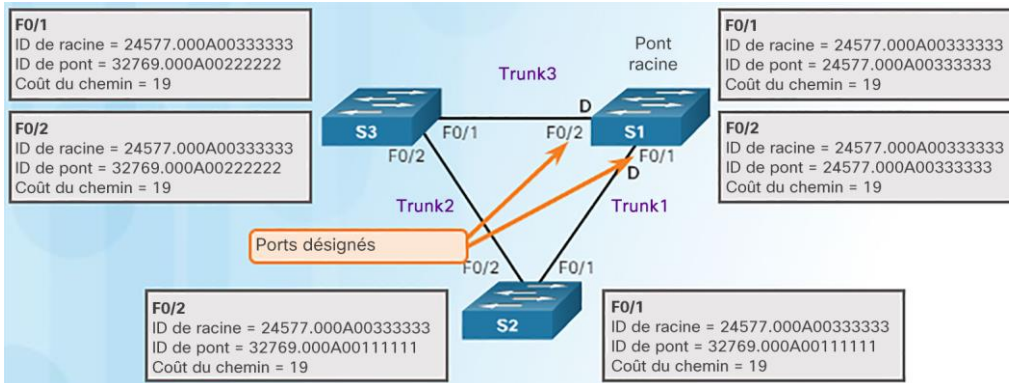 F0/1
ID de racine = 24577.000A00333333
ID de pont = 32769.000A00222222
Coût du chemin = 19
F0/2
ID de racine = 24577.000A00333333
ID de pont = 32769.000A00222222
Coût du chemin = 19
Pont
racine
F0/1
ID de racine = 24577.000A00333333
ID de pont = 24577.000A00333333
Coût du chemin = 19
F0/2
ID de racine = 24577.000A00333333
ID de pont = 24577.000A00333333
Coût du chemin = 19
Trunk3
D
S3
F0/1
F0/2
S1
F0/2
F0/1
D
Trunk2
Trunk1
Ports désignés
F0/2
F0/1
S2
F0/2
ID de racine = 24577.000A00333333
ID de pont = 32769.000A00111111
Coût du chemin = 19
F0/1
ID de racine = 24577.000A00333333
ID de pont = 32769.000A00111111
Coût du chemin = 19